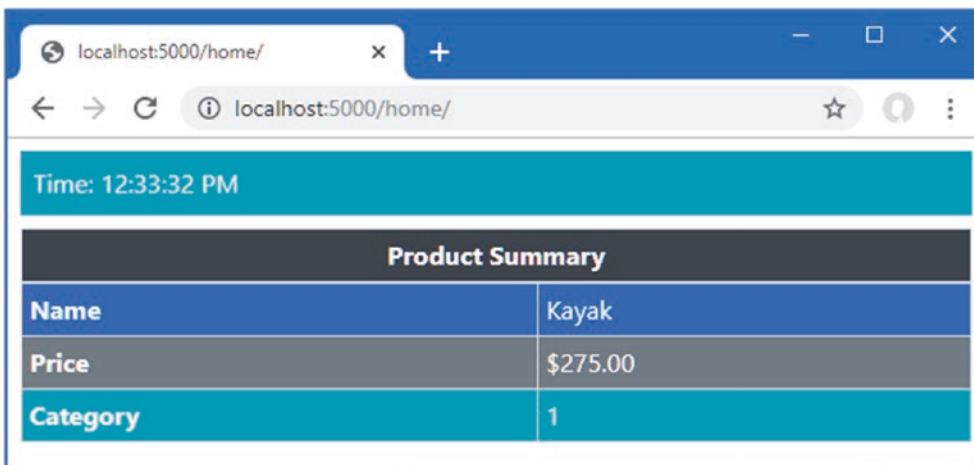 localhost:5000/home/
localhost:5000/home/
Time: 12:33:32 PM
Product Summary
Name Kayak
Price $275.00
Category 1